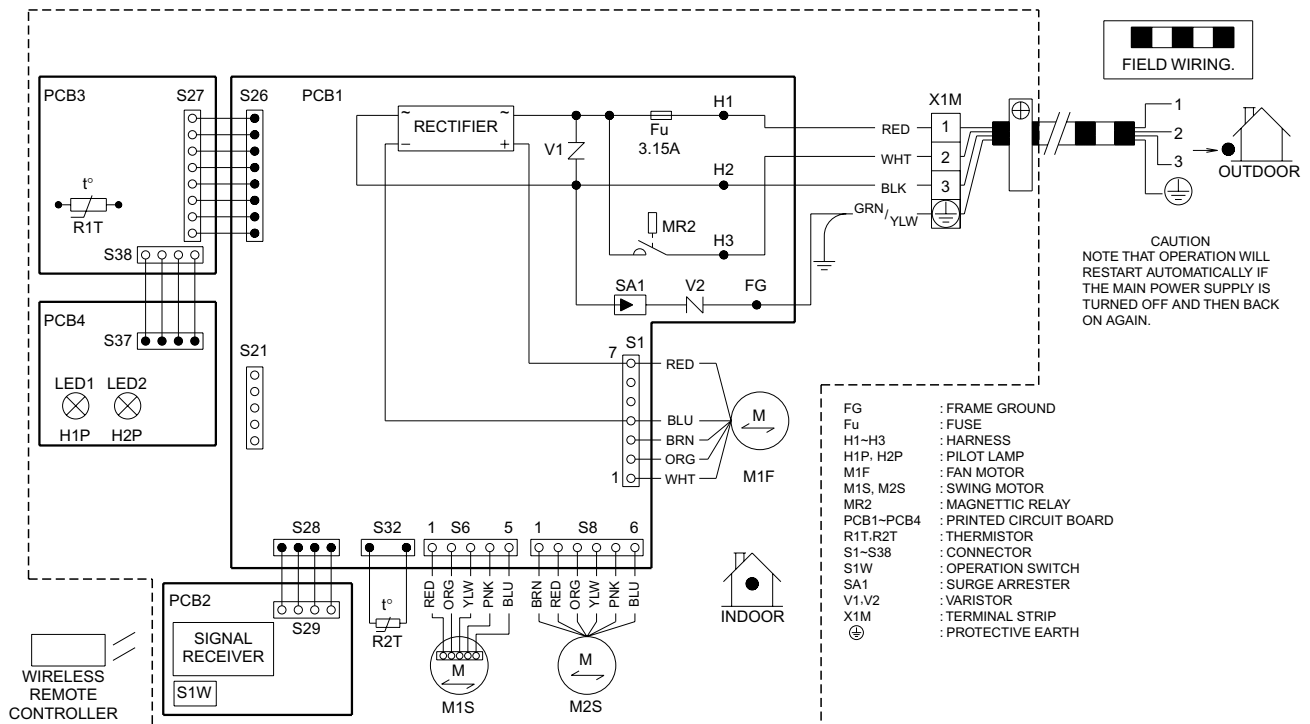 FIELD WIRING.
PCB3
S27
S26
PCB1
RECTIFIER
~
~
−
+
V1
Fu
3.15A
H1
H2
MR2
H3
SA1
V2
FG
t°
R1T
S38
RED
WHT
BLK
GRN/
YLW
X1M
1
2
3
1
2
3
OUTDOOR
CAUTION
NOTE THAT OPERATION WILL
RESTART AUTOMATICALLY IF
THE MAIN POWER SUPPLY IS
TURNED OFF AND THEN BACK
ON AGAIN.
PCB4
S37
LED1 LED2
H1P H2P
S21
S1
7
1
RED
BLU
BRN
ORG
WHT
M
M1F
FG : FRAME GROUND
Fu : FUSE
H1~H3 : HARNESS
H1P, H2P : PILOT LAMP
M1F : FAN MOTOR
M1S, M2S : SWING MOTOR
MR2 : MAGNETTIC RELAY
PCB1~PCB4 : PRINTED CIRCUIT BOARD
R1T,R2T : THERMISTOR
S1~S38 : CONNECTOR
S1W : OPERATION SWITCH
SA1 : SURGE ARRESTER
V1,V2 : VARISTOR
X1M : TERMINAL STRIP
: PROTECTIVE EARTH
S28
S32
1 S6 5
1 S8 6
RED
ORG
YLW
PNK
BLU
BRN
RED
ORG
YLW
PNK
BLU
PCB2
S29
SIGNAL
RECEIVER
S1W
t°
R2T
M
M1S
M
M2S
INDOOR
WIRELESS
REMOTE
CONTROLLER